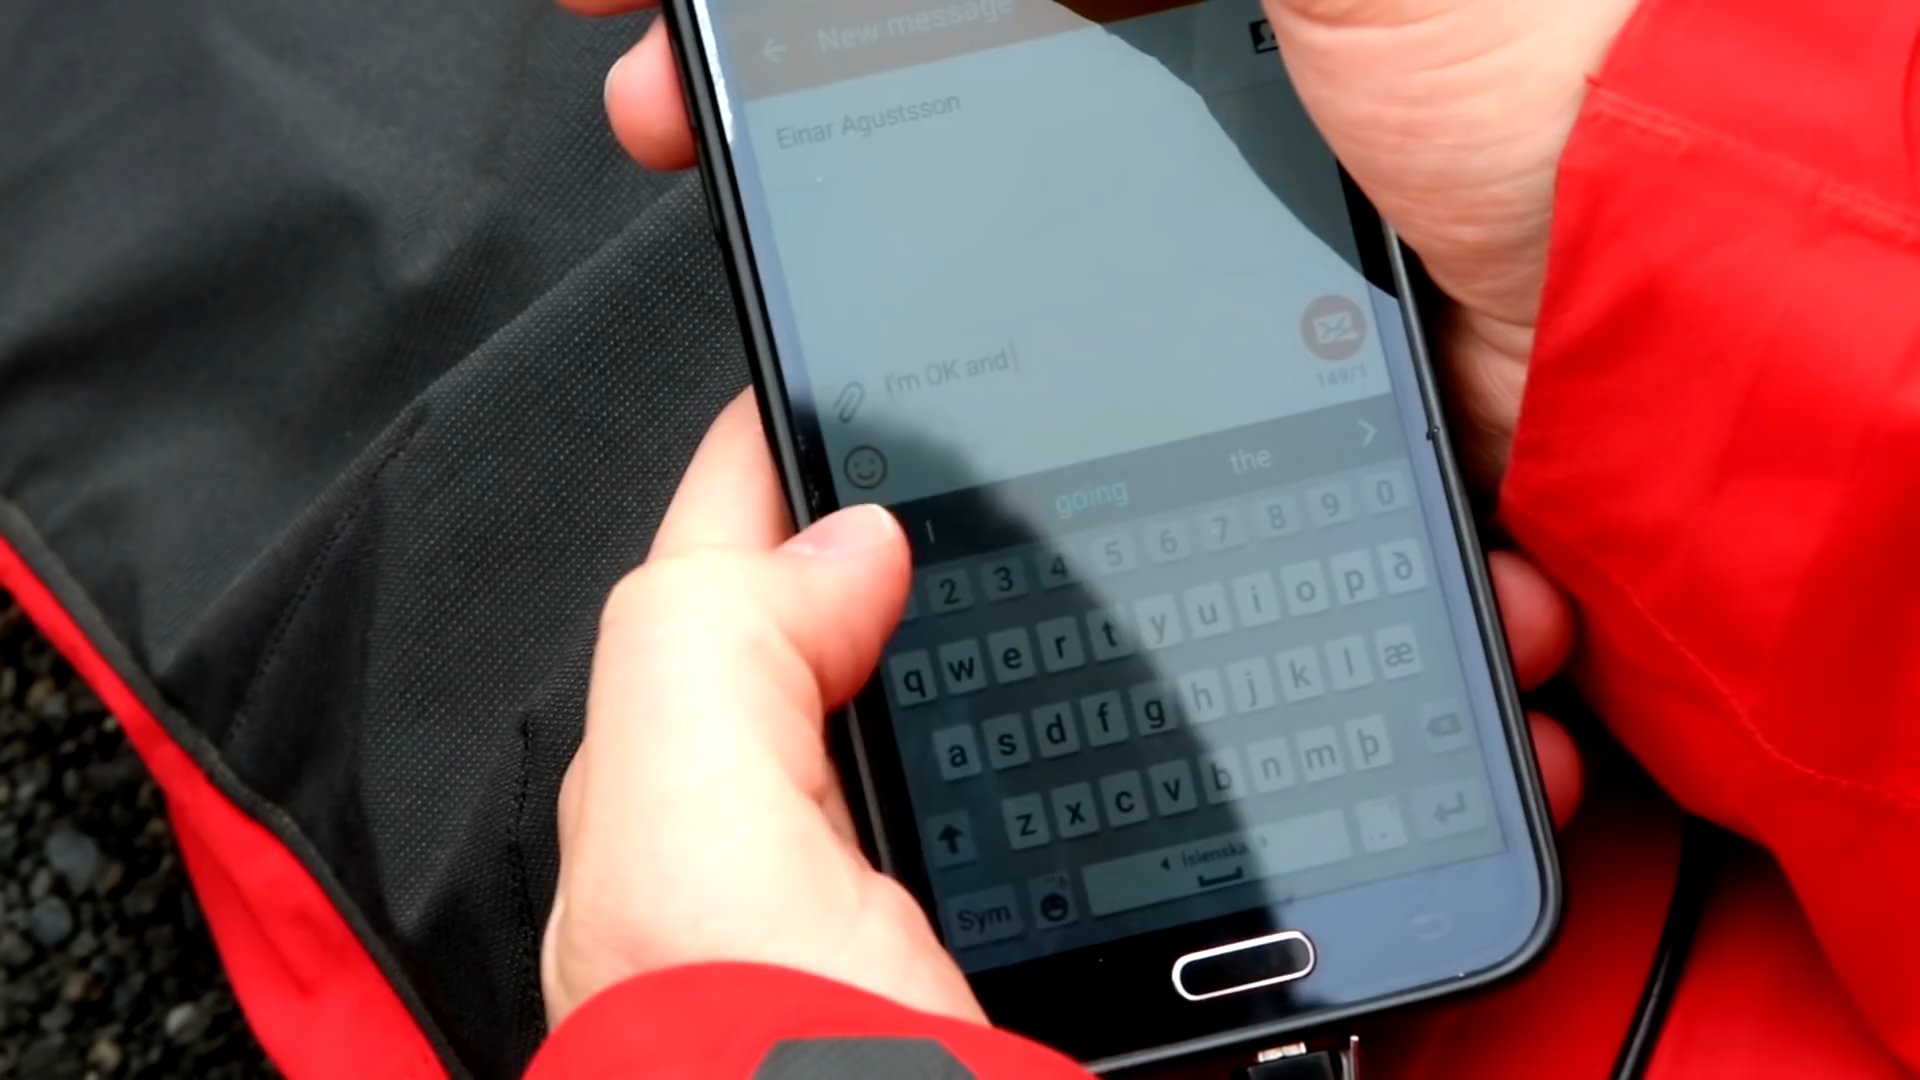 New message
Einar Agustsson
I'm OK and
149/1
I going the
2 3 4 5 6 7 8 9 0
q w e r t y u i o p ð
a s d f g h j k l æ
z x c v b n m þ
Íslenska
Sym